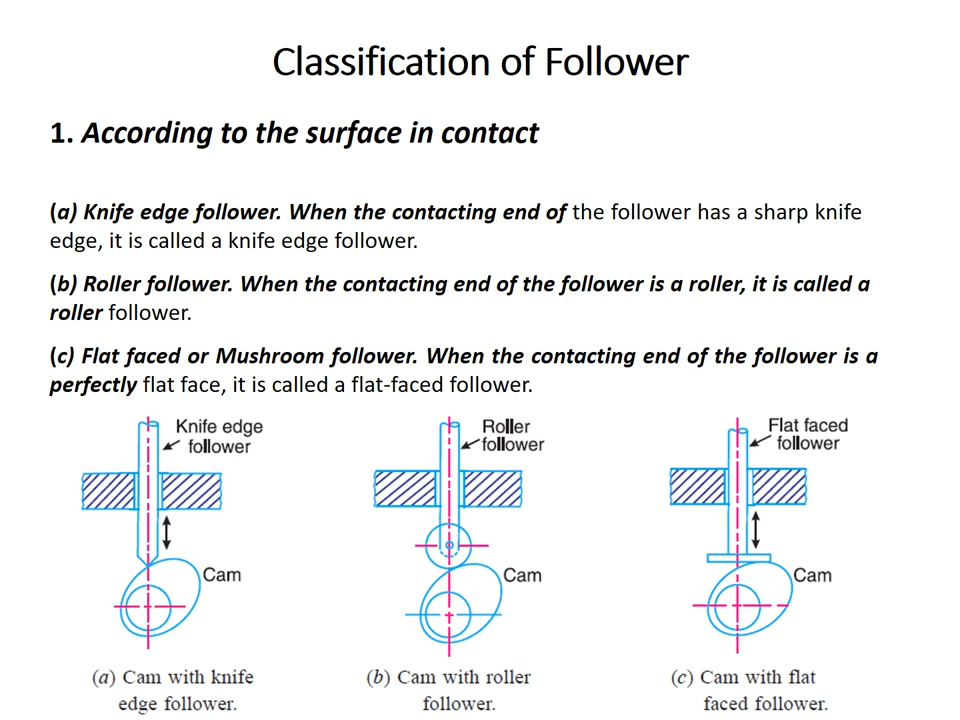 Classification of Follower
1. According to the surface in contact
(a) Knife edge follower. When the contacting end of the follower has a sharp knife
edge, it is called a knife edge follower.
(b) Roller follower. When the contacting end of the follower is a roller, it is called a
roller follower.
(c) Flat faced or Mushroom follower. When the contacting end of the follower is a
perfectly flat face, it is called a flat-faced follower.
Knife edge
follower
Cam
(a) Cam with knife
edge follower.
Roller
follower
Cam
(b) Cam with roller
follower.
Flat faced
follower
Cam
(c) Cam with flat
faced follower.